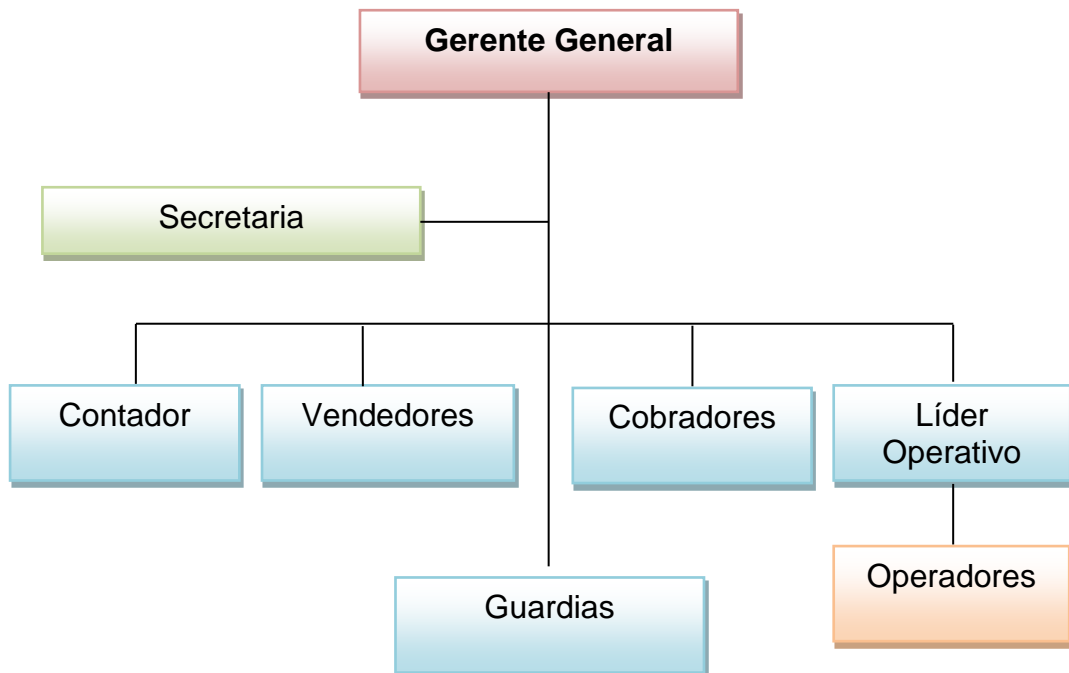 Gerente General
Secretaria
Contador
Vendedores
Cobradores
Líder
Operativo
Guardias
Operadores